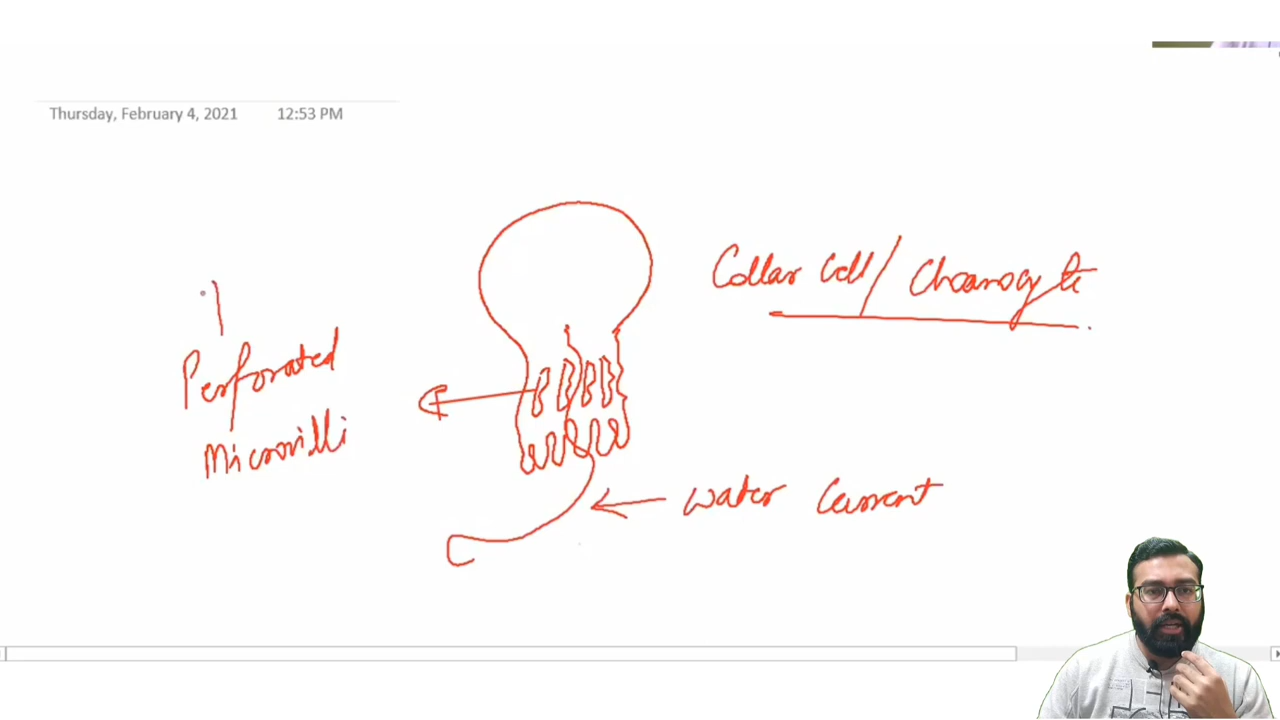 Thursday, February 4, 2021 12:53 PM
Collar Cell/ Choanocyte
Perforated
Microvilli
Water Current